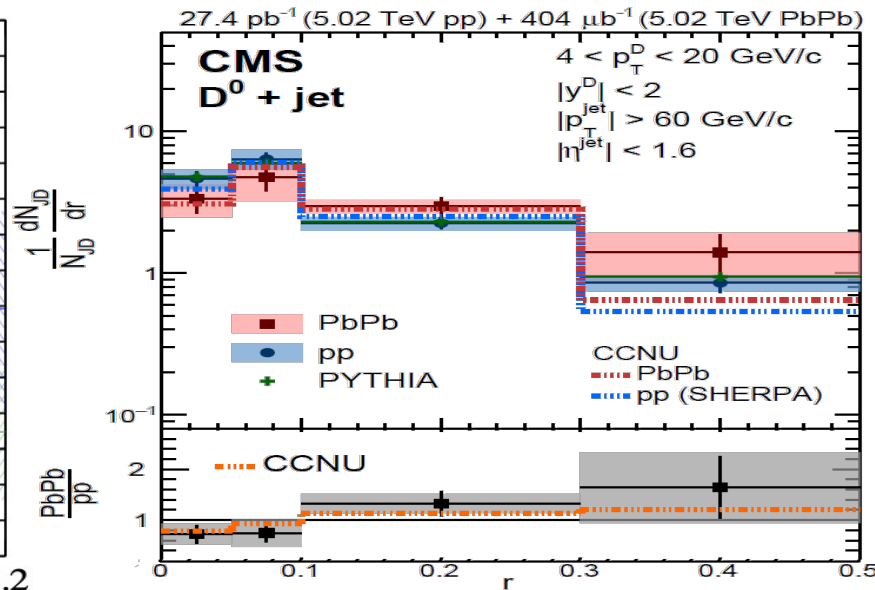 27.4 pb⁻¹ (5.02 TeV pp) + 404 μb⁻¹ (5.02 TeV PbPb)
CMS
D⁰ + jet
4 < p_T^D < 20 GeV/c
|y^D| < 2
|p_T^jet| > 60 GeV/c
|η^jet| < 1.6
10
1
10⁻¹
1/N_JD dN_JD/dr
PbPb
pp
PYTHIA
CCNU
PbPb
pp (SHERPA)
CCNU
2
1
PbPb/pp
0 0.1 0.2 0.3 0.4 0.5
r
.2